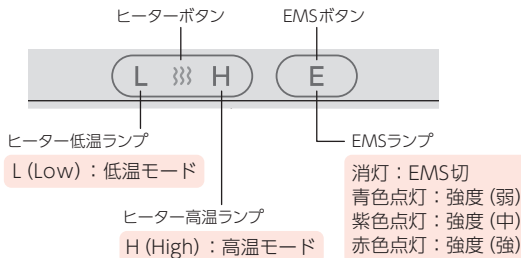 ヒーターボタン
EMSボタン
L H
E
ヒーター低温ランプ
L (Low)：低温モード
ヒーター高温ランプ
H (High)：高温モード
EMSランプ
消灯：EMS切
青色点灯：強度 (弱)
紫色点灯：強度 (中)
赤色点灯：強度 (強)